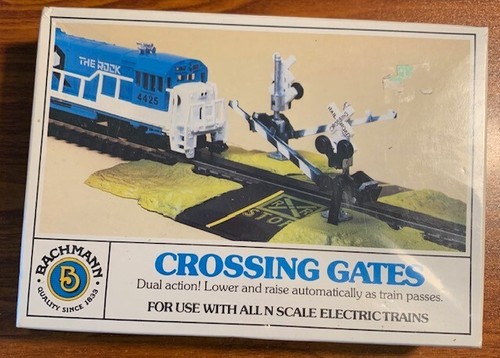 THE ROCK
4425
STOP
BACHMANN
QUALITY SINCE 1833
CROSSING GATES
Dual action! Lower and raise automatically as train passes.
FOR USE WITH ALL N SCALE ELECTRIC TRAINS